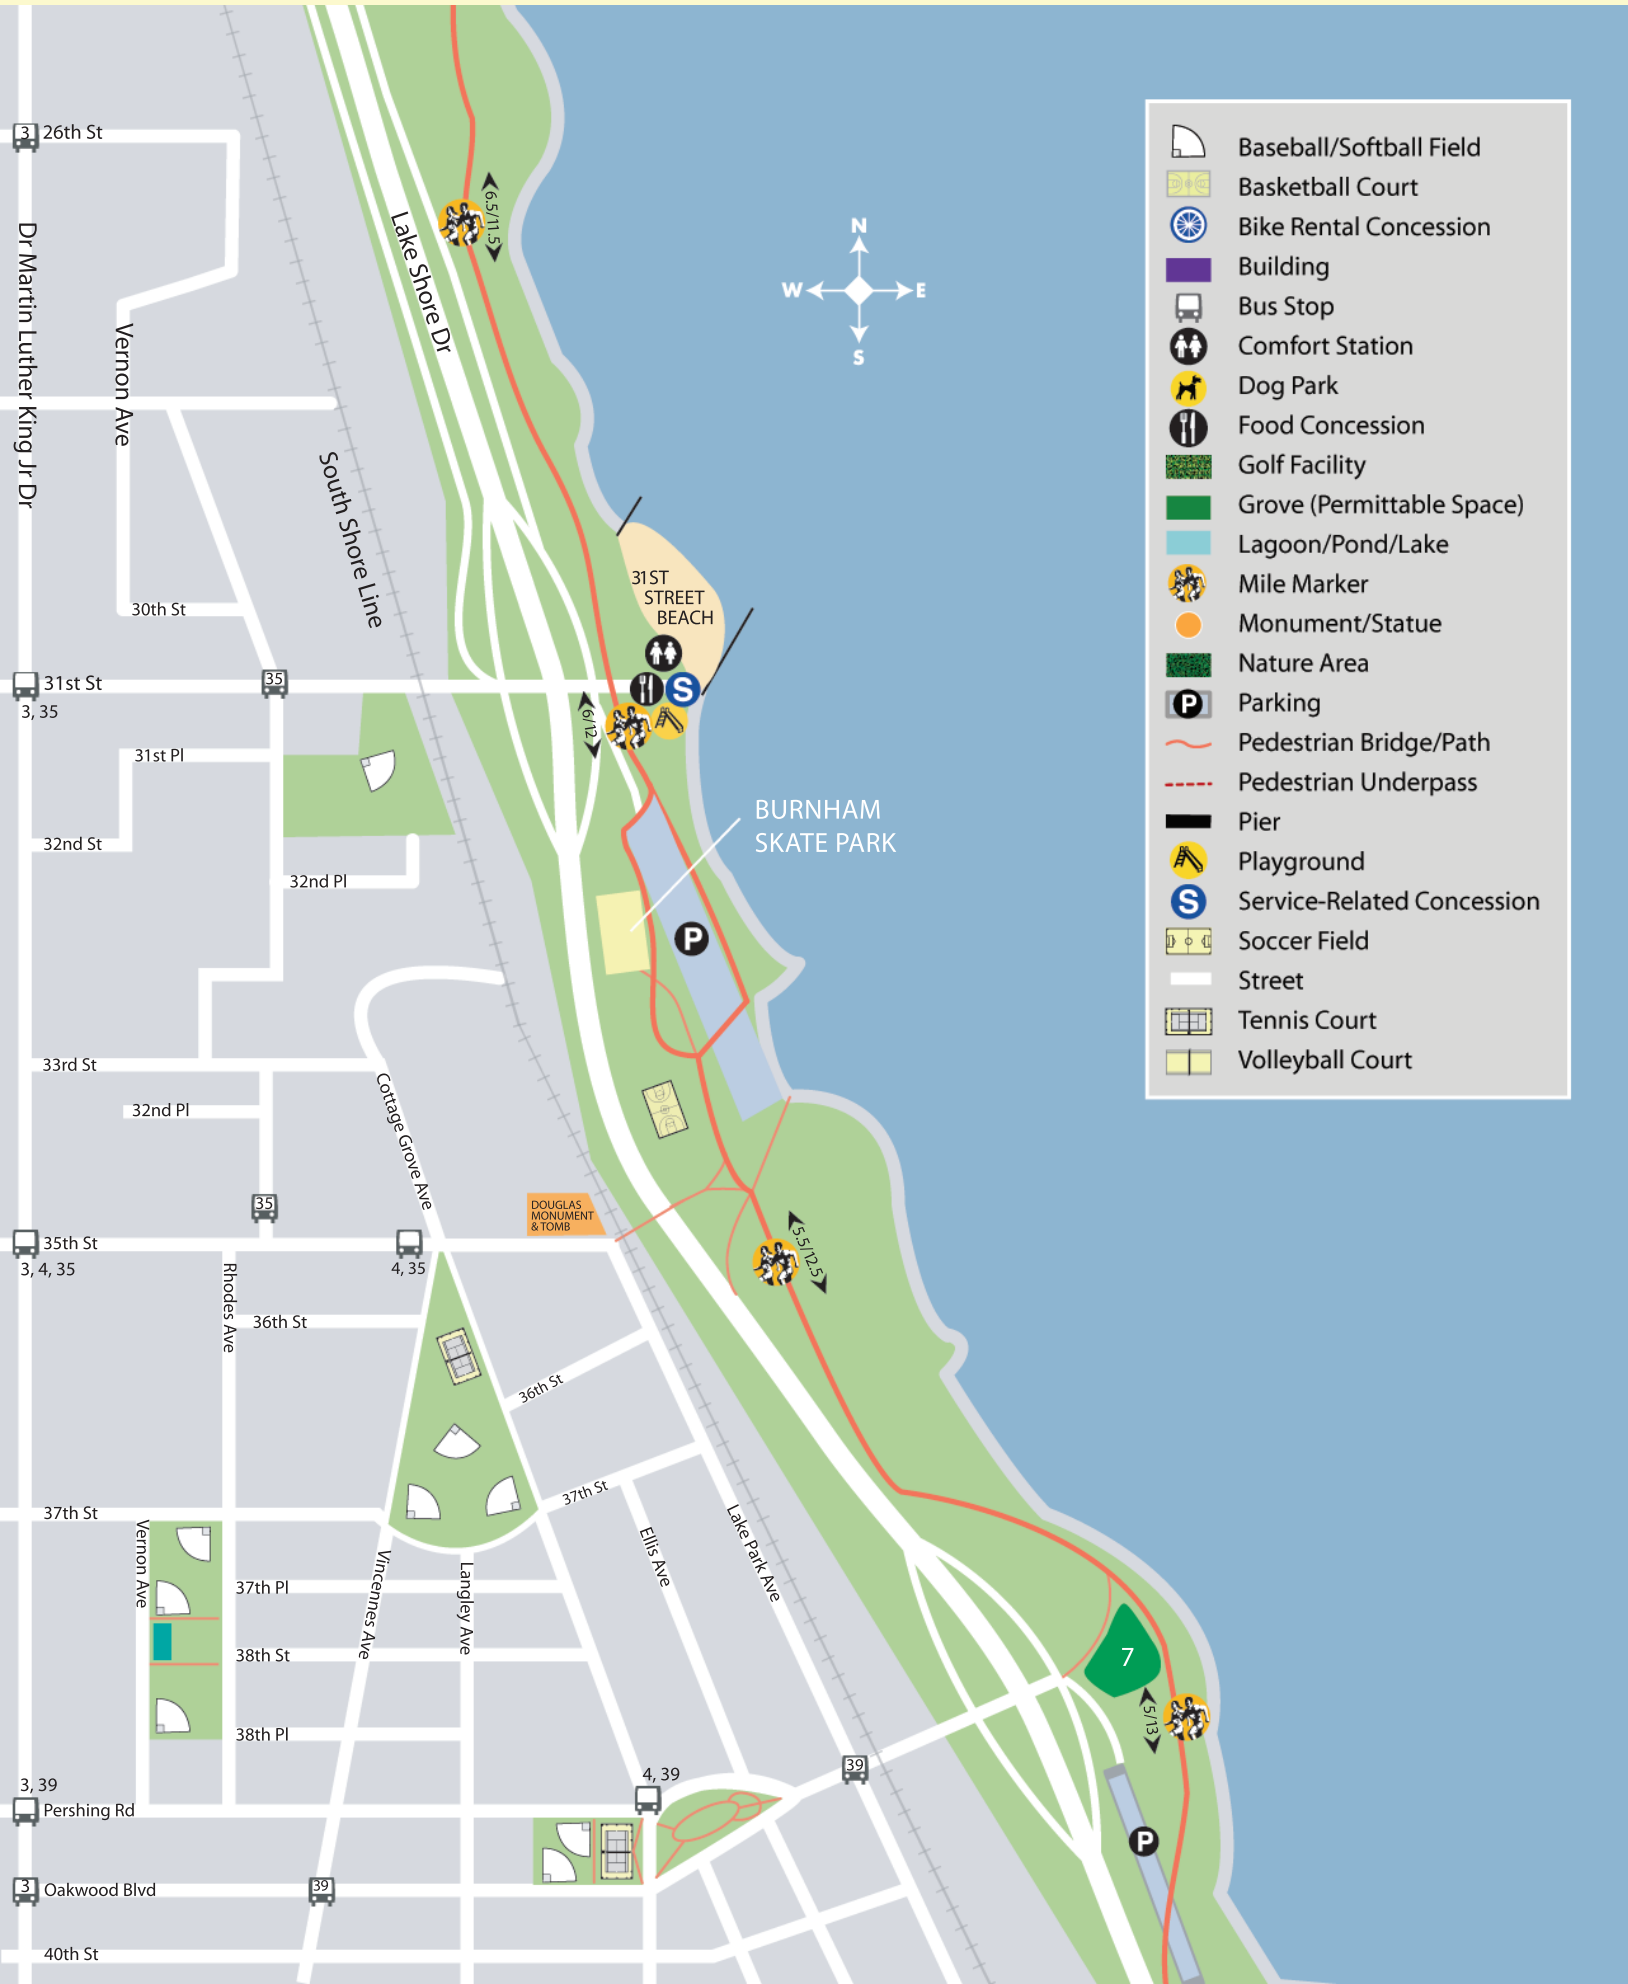 3
26th St
Dr Martin Luther King Jr Dr
Vernon Ave
Lake Shore Dr
6.5/11.5
South Shore Line
N
W
E
S
31ST
STREET
BEACH
30th St
31st St
3, 35
35
S
6/12
31st Pl
32nd St
32nd Pl
BURNHAM
SKATE PARK
P
33rd St
32nd Pl
Cottage Grove Ave
35
DOUGLAS
MONUMENT
& TOMB
35th St
3, 4, 35
4, 35
5.5/12.5
Rhodes Ave
36th St
36th St
37th St
37th St
Vernon Ave
Vincennes Ave
Langley Ave
Ellis Ave
Lake Park Ave
37th Pl
38th St
38th Pl
7
5/13
39
3, 39
4, 39
Pershing Rd
P
3
Oakwood Blvd
39
40th St
Baseball/Softball Field
Basketball Court
Bike Rental Concession
Building
Bus Stop
Comfort Station
Dog Park
Food Concession
Golf Facility
Grove (Permittable Space)
Lagoon/Pond/Lake
Mile Marker
Monument/Statue
Nature Area
P Parking
Pedestrian Bridge/Path
Pedestrian Underpass
Pier
Playground
S Service-Related Concession
Soccer Field
Street
Tennis Court
Volleyball Court